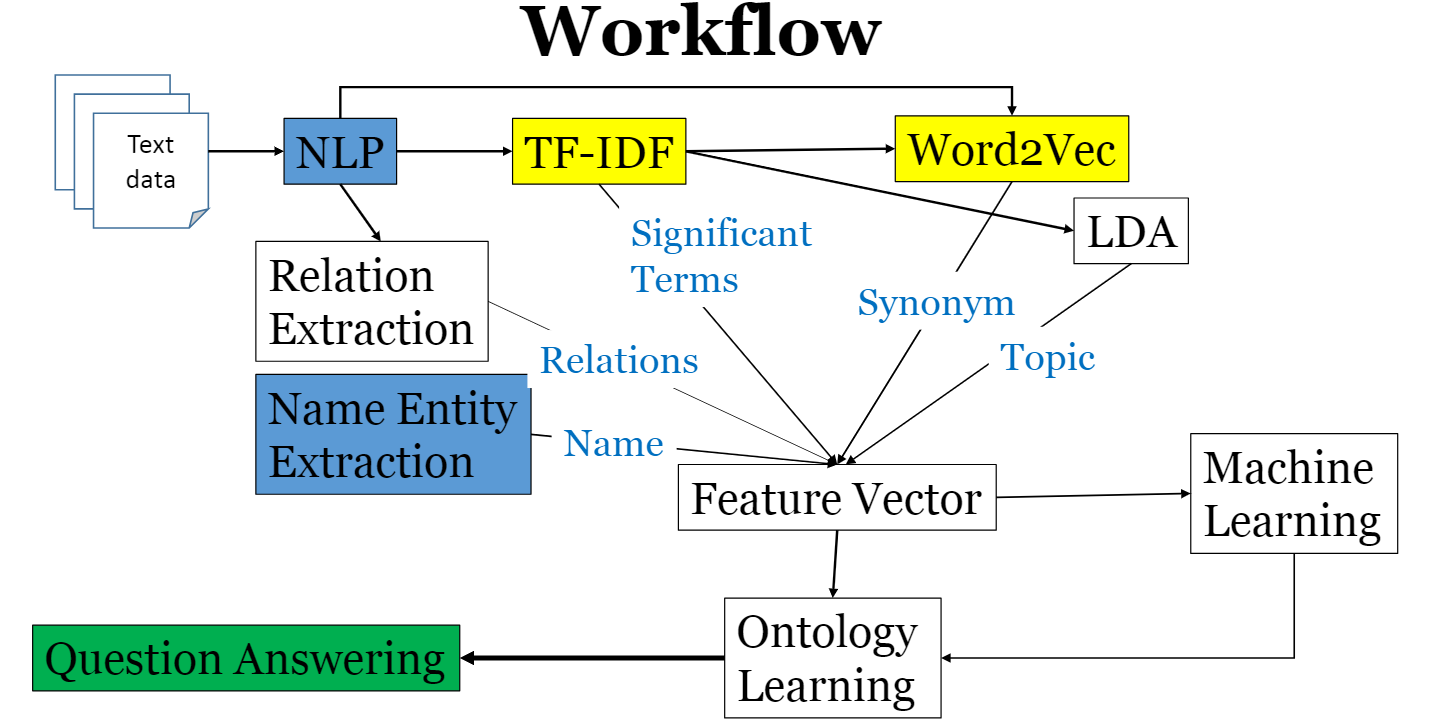 Workflow
Text
data
NLP
TF-IDF
Word2Vec
LDA
Significant
Terms
Relation
Extraction
Synonym
Relations
Topic
Name Entity
Extraction
Name
Feature Vector
Machine
Learning
Ontology
Learning
Question Answering